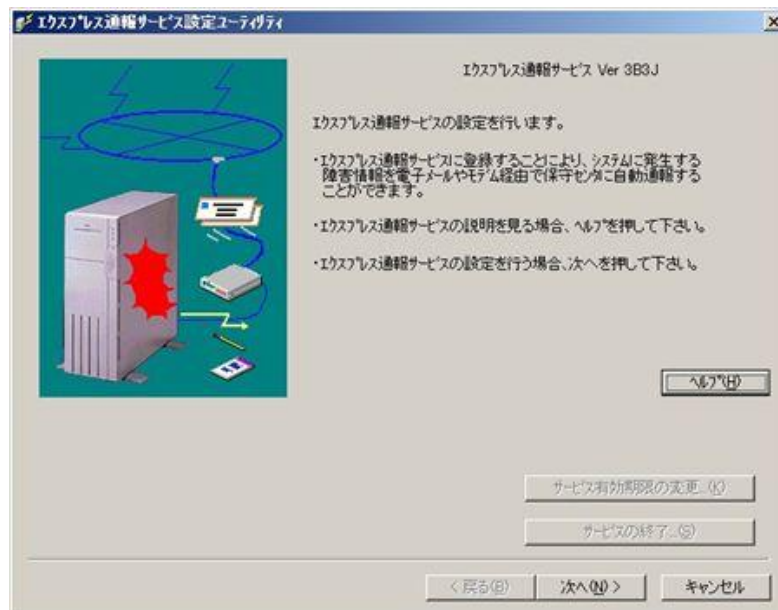 ｴｸｽﾌﾟﾚｽ通報ｻｰﾋﾞｽ設定ﾕｰﾃｨﾘﾃｨ
ｴｸｽﾌﾟﾚｽ通報ｻｰﾋﾞｽ Ver 3B3J
ｴｸｽﾌﾟﾚｽ通報ｻｰﾋﾞｽの設定を行います。
・ｴｸｽﾌﾟﾚｽ通報ｻｰﾋﾞｽに登録することにより、ｼｽﾃﾑに発生する
障害情報を電子ﾒｰﾙやﾓﾃﾞﾑ経由で保守ｾﾝﾀに自動通報する
ことができます。
・ｴｸｽﾌﾟﾚｽ通報ｻｰﾋﾞｽの説明を見る場合、ﾍﾙﾌﾟを押して下さい。
・ｴｸｽﾌﾟﾚｽ通報ｻｰﾋﾞｽの設定を行う場合、次へを押して下さい。
ﾍﾙﾌﾟ(H)
ｻｰﾋﾞｽ有効期限の変更...(K)
ｻｰﾋﾞｽの終了...(S)
< 戻る(B)
次へ(N) >
キャンセル